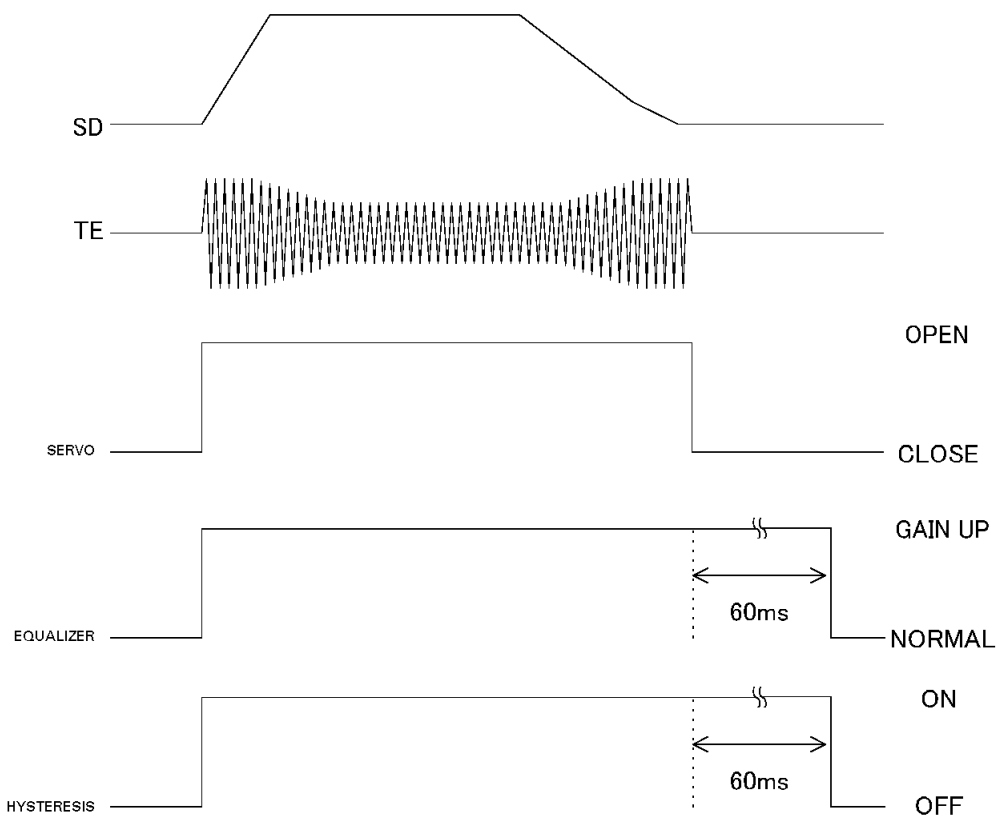 SD
TE
OPEN
SERVO
CLOSE
GAIN UP
60ms
EQUALIZER
NORMAL
ON
60ms
HYSTERESIS
OFF